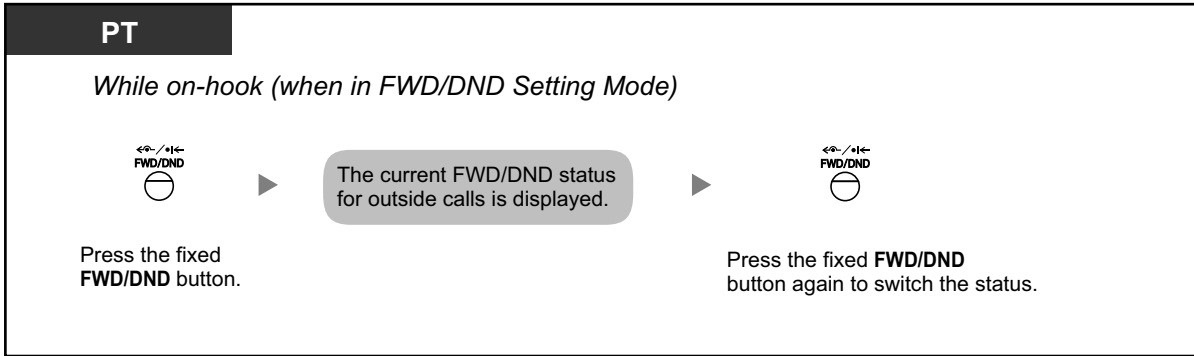 PT
While on-hook (when in FWD/DND Setting Mode)
FWD/DND
The current FWD/DND status
for outside calls is displayed.
FWD/DND
Press the fixed
FWD/DND button.
Press the fixed FWD/DND
button again to switch the status.